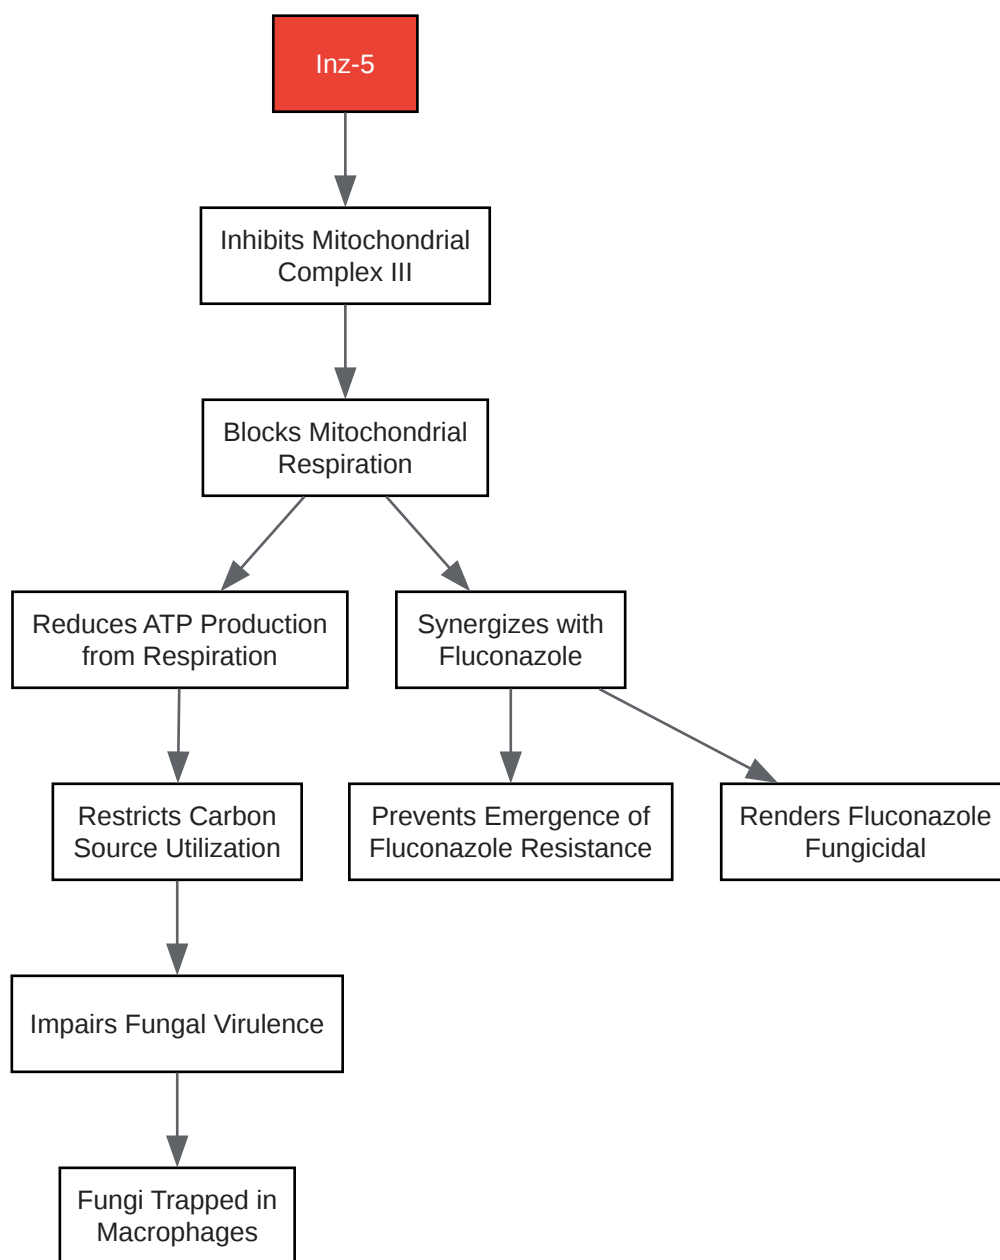 Inz-5
Inhibits Mitochondrial
Complex III
Blocks Mitochondrial
Respiration
Reduces ATP Production
from Respiration
Synergizes with
Fluconazole
Restricts Carbon
Source Utilization
Prevents Emergence of
Fluconazole Resistance
Renders Fluconazole
Fungicidal
Impairs Fungal Virulence
Fungi Trapped in
Macrophages